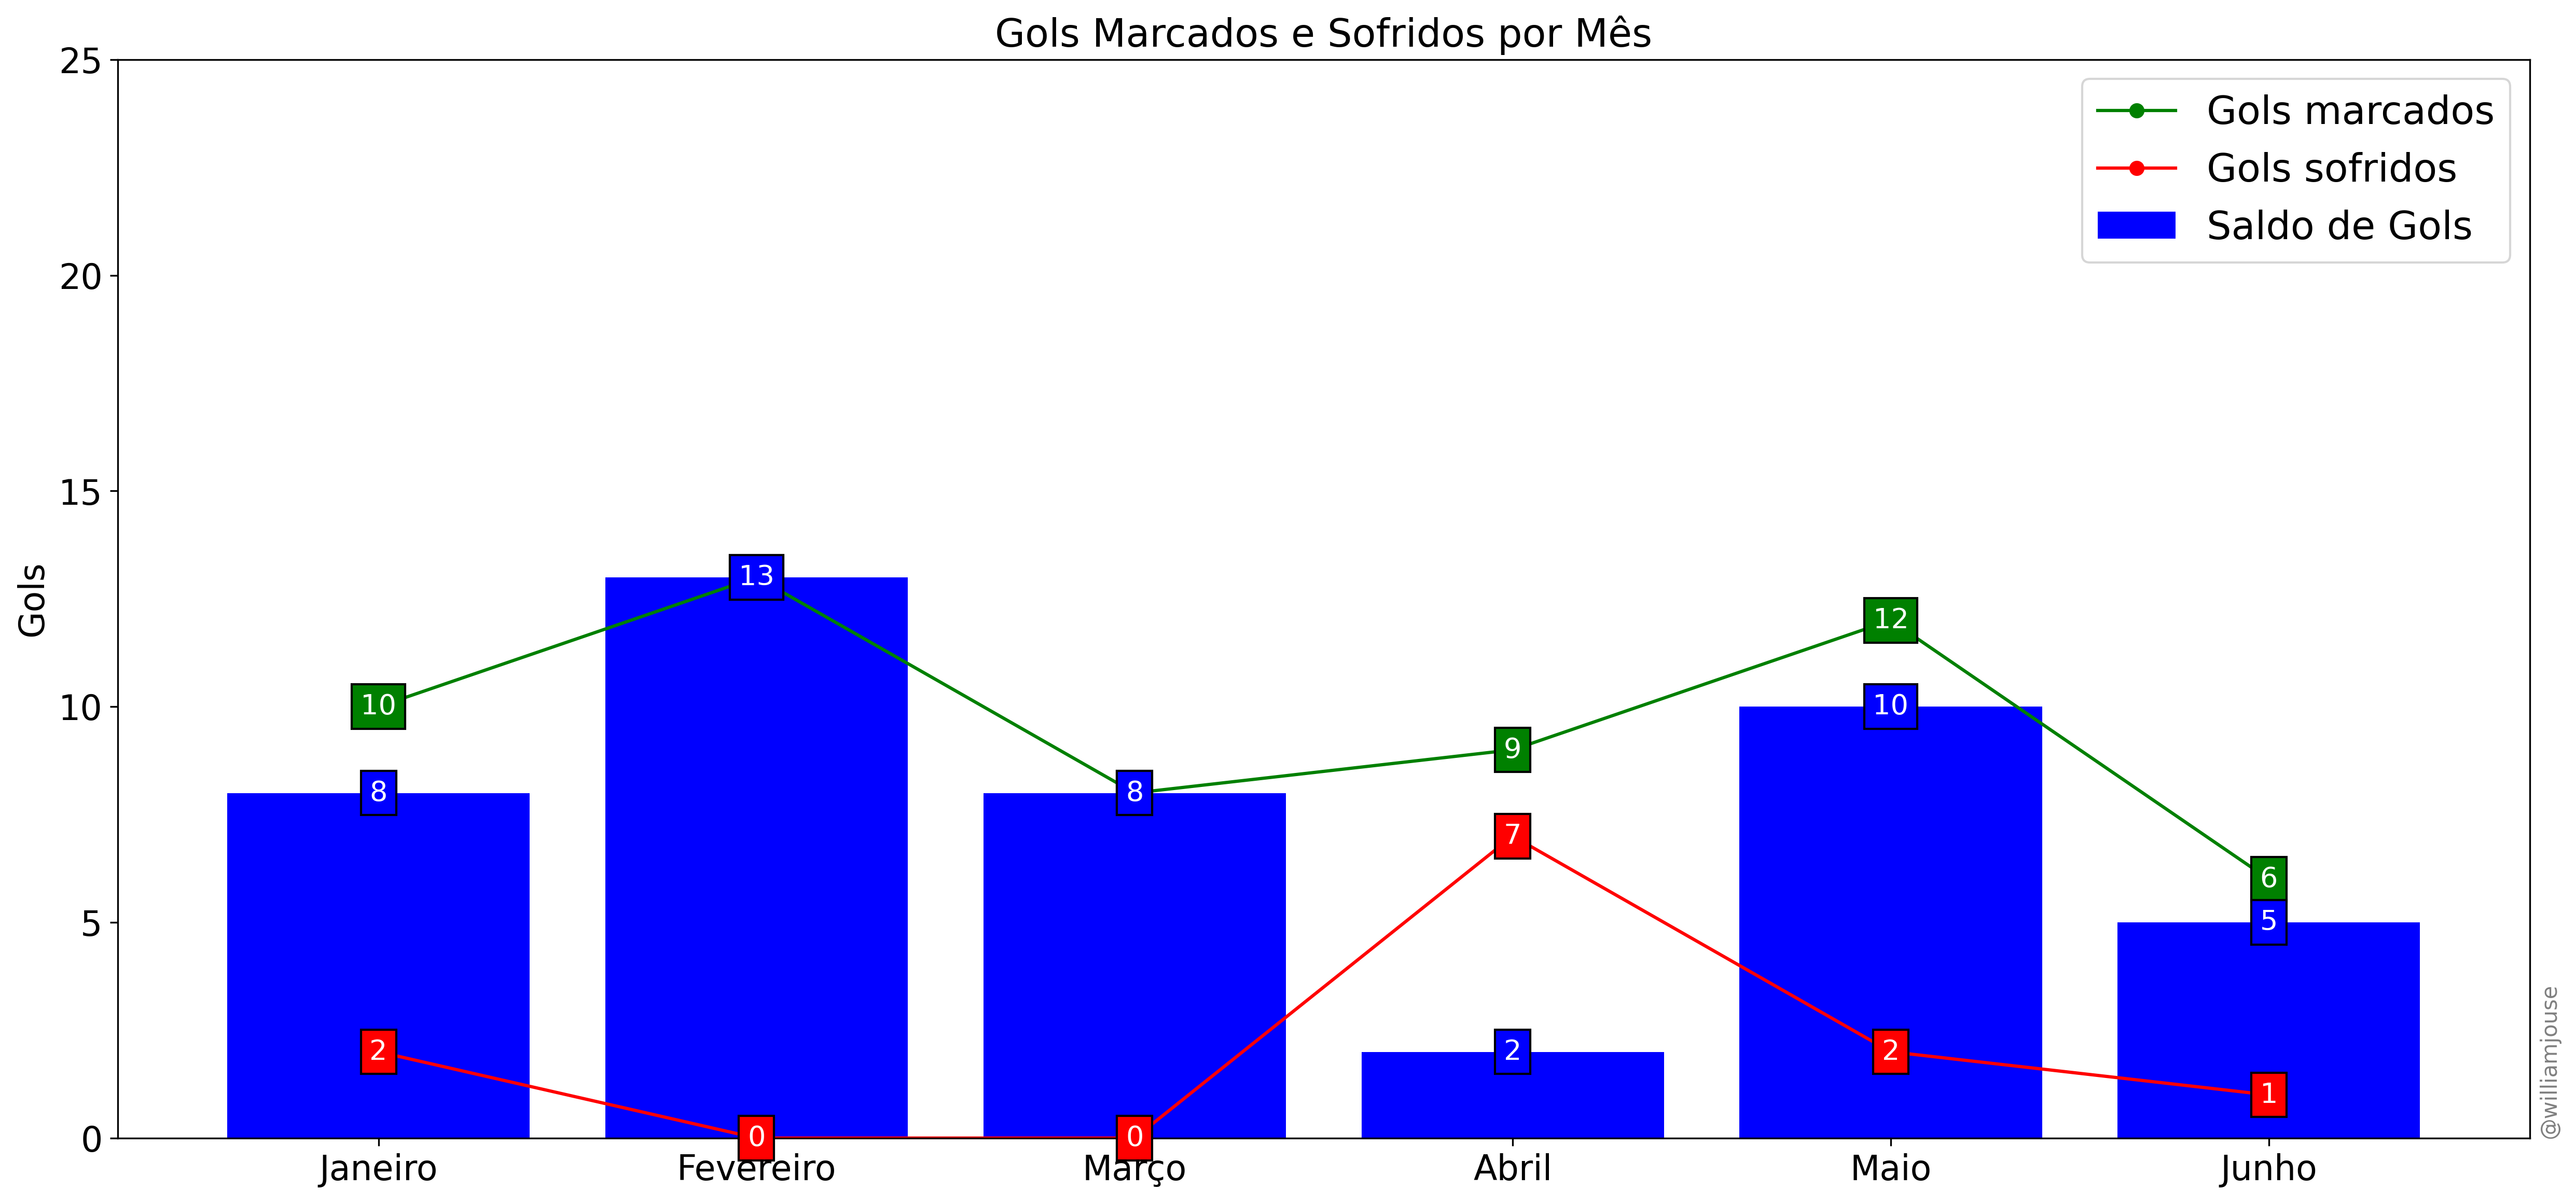 Gols Marcados e Sofridos por Mês
25
20
15
10
5
0
Gols
Gols marcados
Gols sofridos
Saldo de Gols
13
12
10
10
9
8
8
7
6
5
2
2
2
1
0
0
Janeiro
Fevereiro
Março
Abril
Maio
Junho
@williamjouse